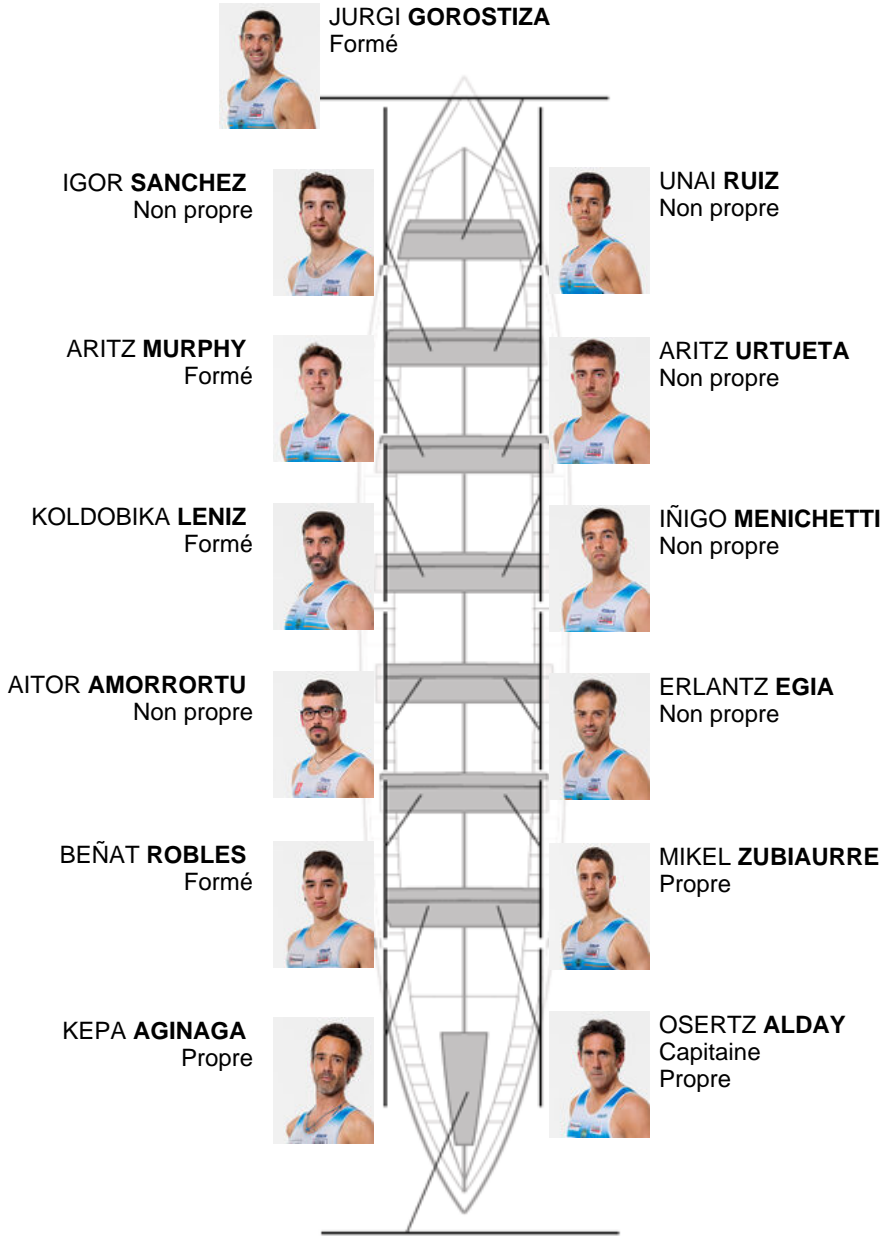 JURGI GOROSTIZA
Formé
IGOR SANCHEZ
Non propre
UNAI RUIZ
Non propre
ARITZ MURPHY
Formé
ARITZ URTUETA
Non propre
KOLDOBIKA LENIZ
Formé
IÑIGO MENICHETTI
Non propre
AITOR AMORRORTU
Non propre
ERLANTZ EGIA
Non propre
BEÑAT ROBLES
Formé
MIKEL ZUBIAURRE
Propre
KEPA AGINAGA
Propre
OSERTZ ALDAY
Capitaine
Propre